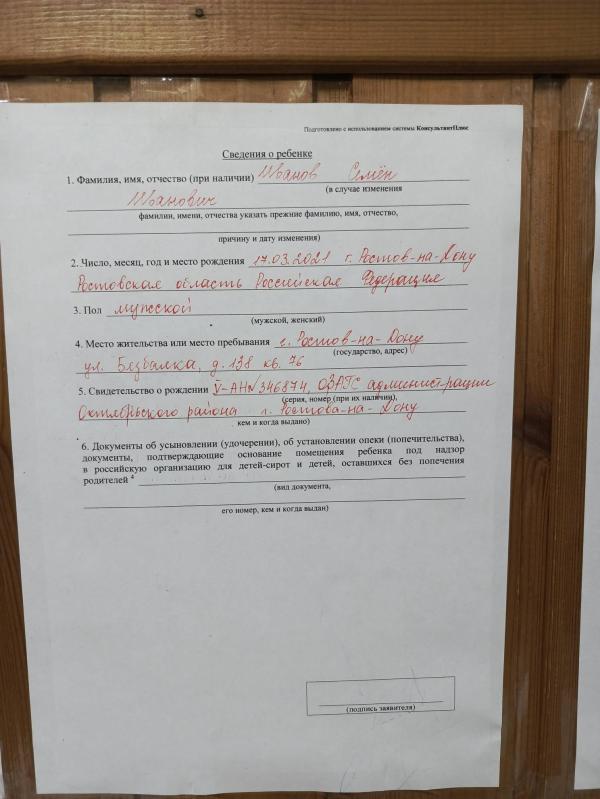 Подготовлено с использованием системы КонсультантПлюс
Сведения о ребенке
1. Фамилия, имя, отчество (при наличии) Иванов Семён
(в случае изменения
Иванович
фамилии, имени, отчества указать прежние фамилию, имя, отчество,
причину и дату изменения)
2. Число, месяц, год и место рождения 17.03.2021 г. Ростов-на-Дону
Ростовская область Российская Федерация
3. Пол мужской
(мужской, женский)
4. Место жительства или место пребывания г. Ростов-на-Дону
(государство, адрес)
ул. Бязбалка, д. 138 кв. 76
5. Свидетельство о рождении V-АН№346874, ОЗАГС администрации
(серия, номер (при их наличии),
Октябрьского района г. Ростова-на-Дону
кем и когда выдано)
6. Документы об усыновлении (удочерении), об установлении опеки (попечительства),
документы, подтверждающие основание помещения ребенка под надзор
в российскую организацию для детей-сирот и детей, оставшихся без попечения
родителей 4
(вид документа,
его номер, кем и когда выдан)
(подпись заявителя)